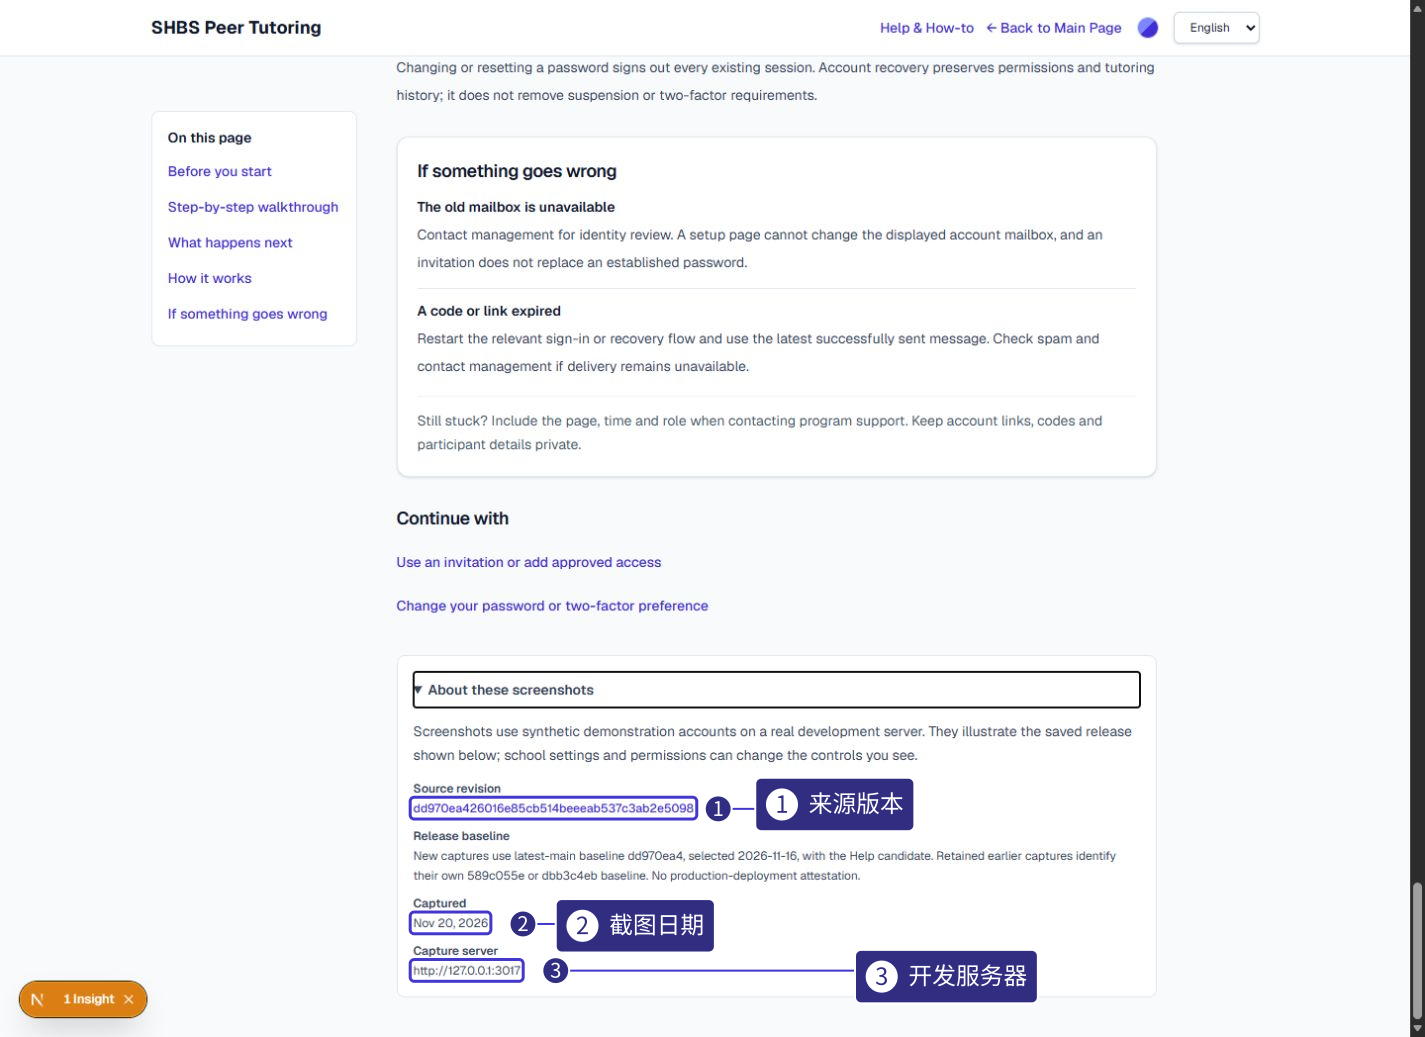 SHBS Peer Tutoring
Help & How-to
← Back to Main Page
English
Changing or resetting a password signs out every existing session. Account recovery preserves permissions and tutoring
history; it does not remove suspension or two-factor requirements.
On this page
Before you start
Step-by-step walkthrough
What happens next
How it works
If something goes wrong
If something goes wrong
The old mailbox is unavailable
Contact management for identity review. A setup page cannot change the displayed account mailbox, and an
invitation does not replace an established password.
A code or link expired
Restart the relevant sign-in or recovery flow and use the latest successfully sent message. Check spam and
contact management if delivery remains unavailable.
Still stuck? Include the page, time and role when contacting program support. Keep account links, codes and
participant details private.
Continue with
Use an invitation or add approved access
Change your password or two-factor preference
▼ About these screenshots
Screenshots use synthetic demonstration accounts on a real development server. They illustrate the saved release
shown below; school settings and permissions can change the controls you see.
Source revision
dd970ea426016e85cb514beeeab537c3ab2e5098
1
1 来源版本
Release baseline
New captures use latest-main baseline dd970ea4, selected 2026-11-16, with the Help candidate. Retained earlier captures identify
their own 589c055e or dbb3c4eb baseline. No production-deployment attestation.
Captured
Nov 20, 2026
2
2 截图日期
Capture server
http://127.0.0.1:3017
3
3 开发服务器
N 1 Insight ×